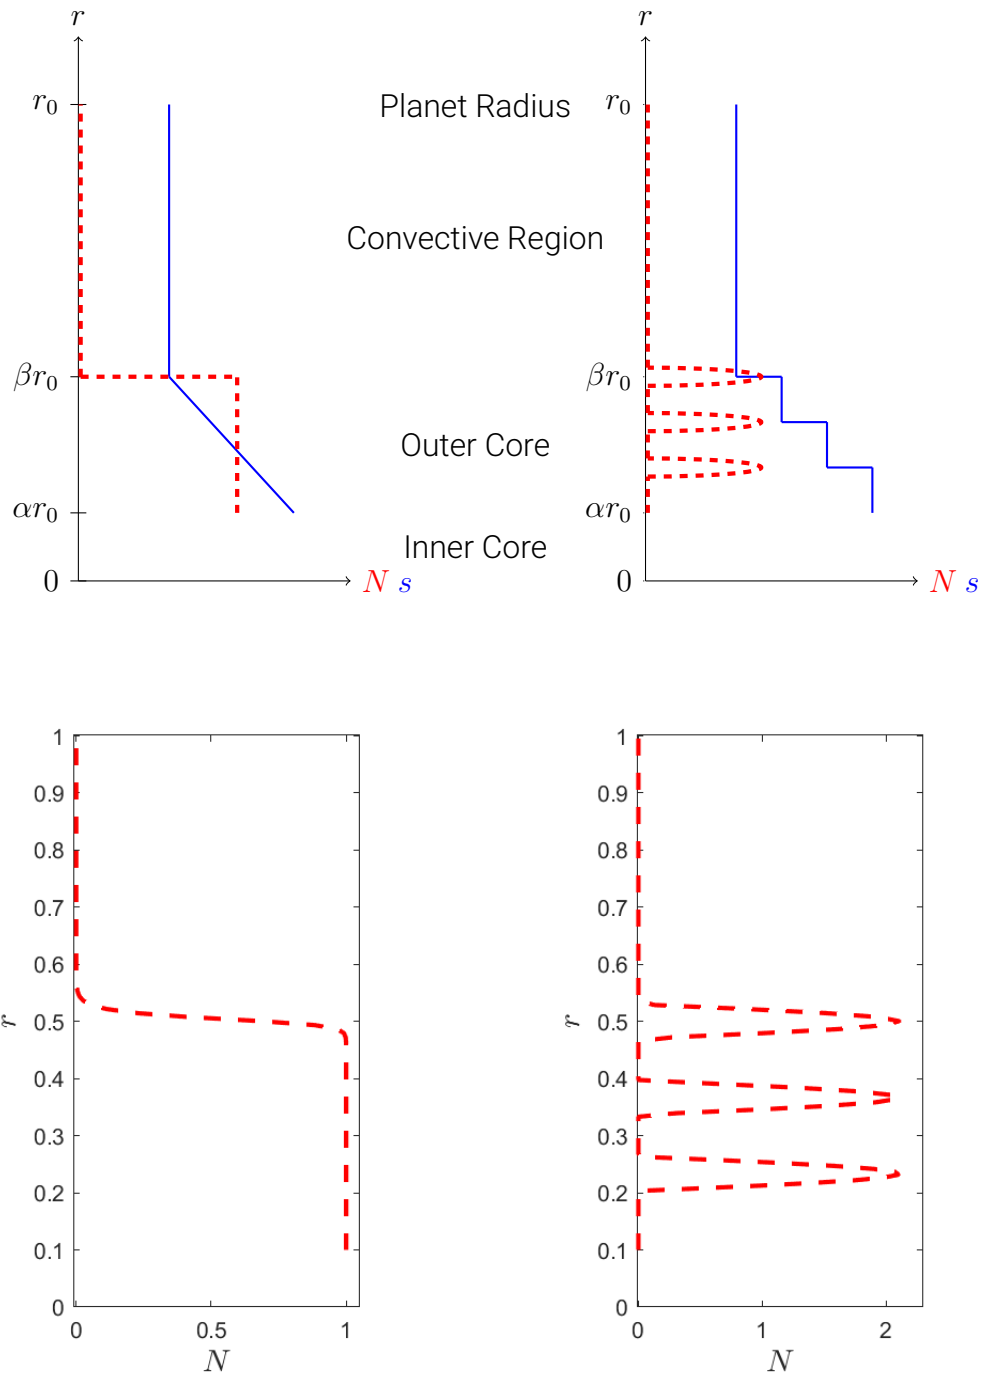 r r
r₀ Planet Radius r₀
Convective Region
βr₀ βr₀
Outer Core
αr₀ αr₀
Inner Core
0 N s 0 N s
1 1
0.9 0.9
0.8 0.8
0.7 0.7
0.6 0.6
r 0.5 r 0.5
0.4 0.4
0.3 0.3
0.2 0.2
0.1 0.1
0 0
0 0.5 1 0 1 2
N N